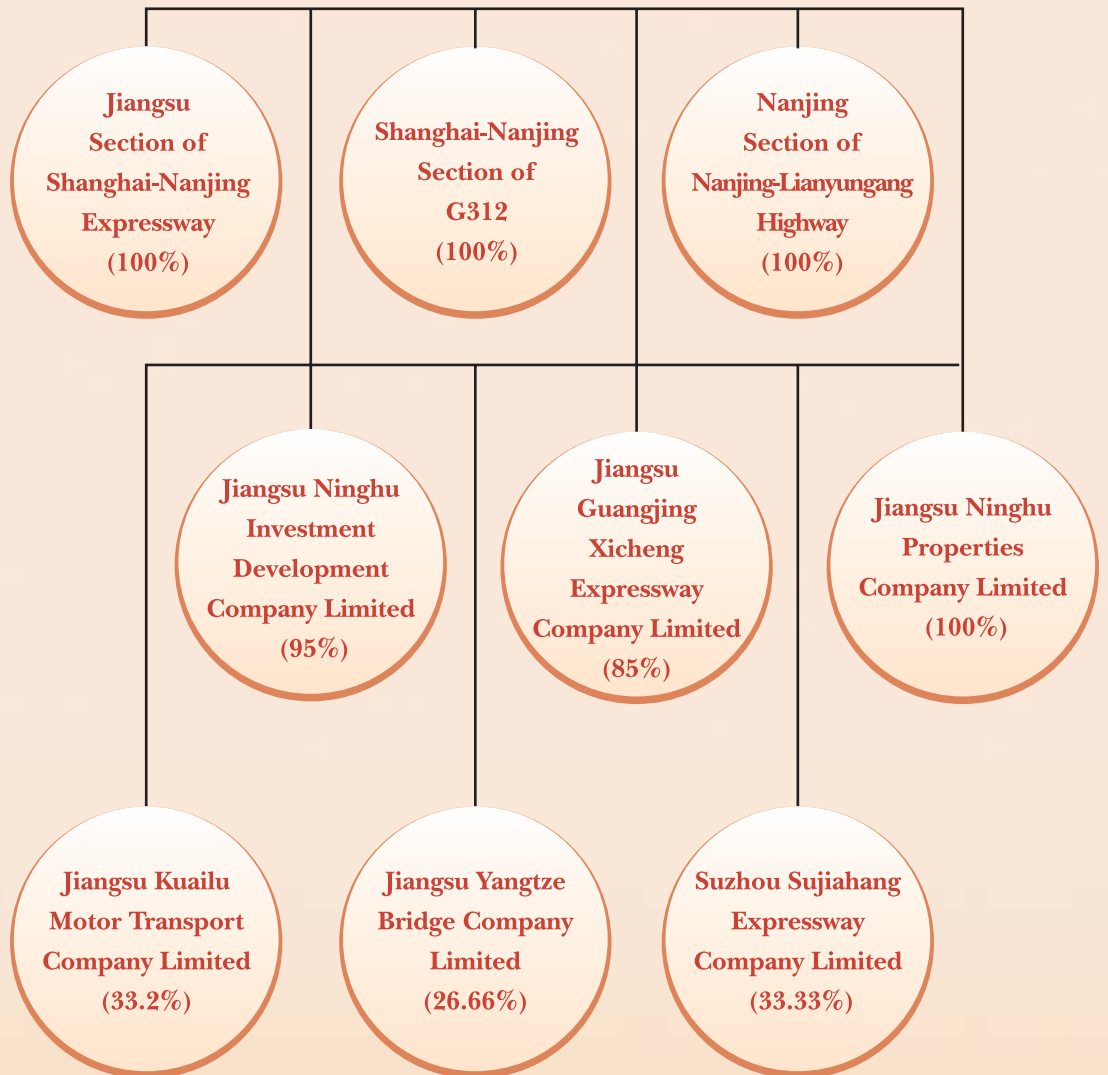 Jiangsu
Section of
Shanghai-Nanjing
Expressway
(100%)
Shanghai-Nanjing
Section of
G312
(100%)
Nanjing
Section of
Nanjing-Lianyungang
Highway
(100%)
Jiangsu Ninghu
Investment
Development
Company Limited
(95%)
Jiangsu
Guangjing
Xicheng
Expressway
Company Limited
(85%)
Jiangsu Ninghu
Properties
Company Limited
(100%)
Jiangsu Kuailu
Motor Transport
Company Limited
(33.2%)
Jiangsu Yangtze
Bridge Company
Limited
(26.66%)
Suzhou Sujiahang
Expressway
Company Limited
(33.33%)